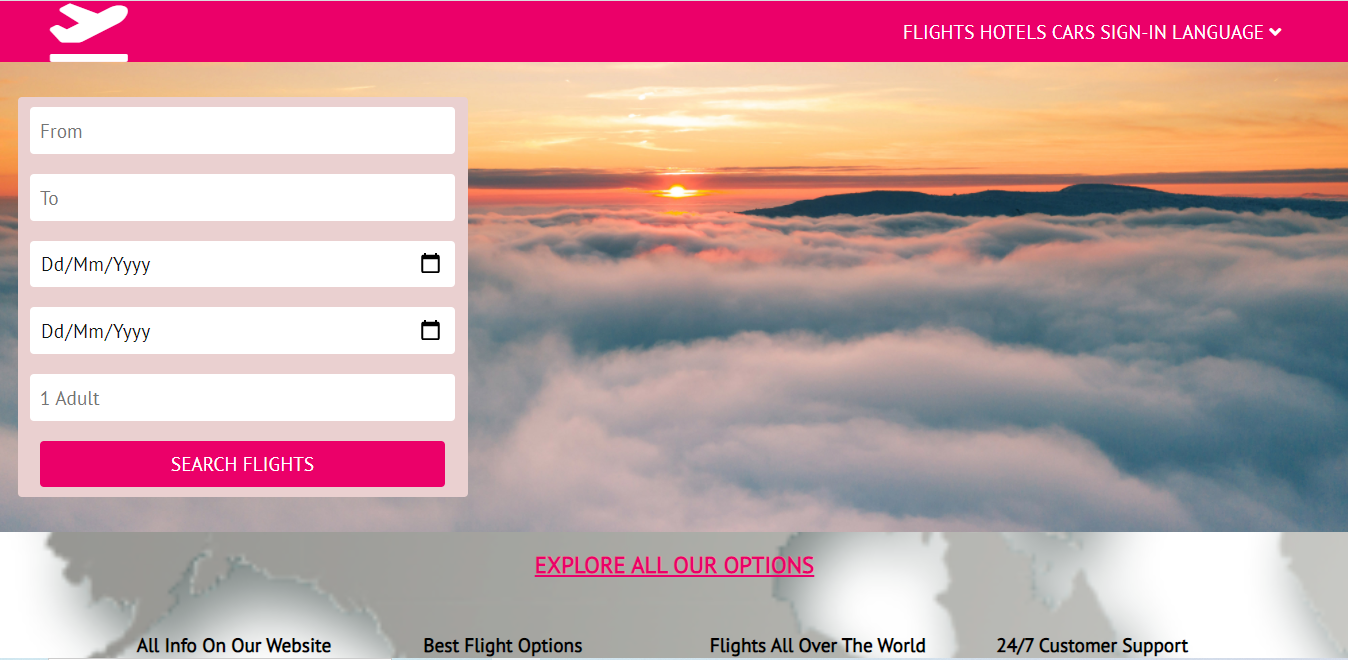 FLIGHTS HOTELS CARS SIGN-IN LANGUAGE
From
To
Dd/Mm/Yyyy
Dd/Mm/Yyyy
1 Adult
SEARCH FLIGHTS
EXPLORE ALL OUR OPTIONS
All Info On Our Website Best Flight Options Flights All Over The World 24/7 Customer Support